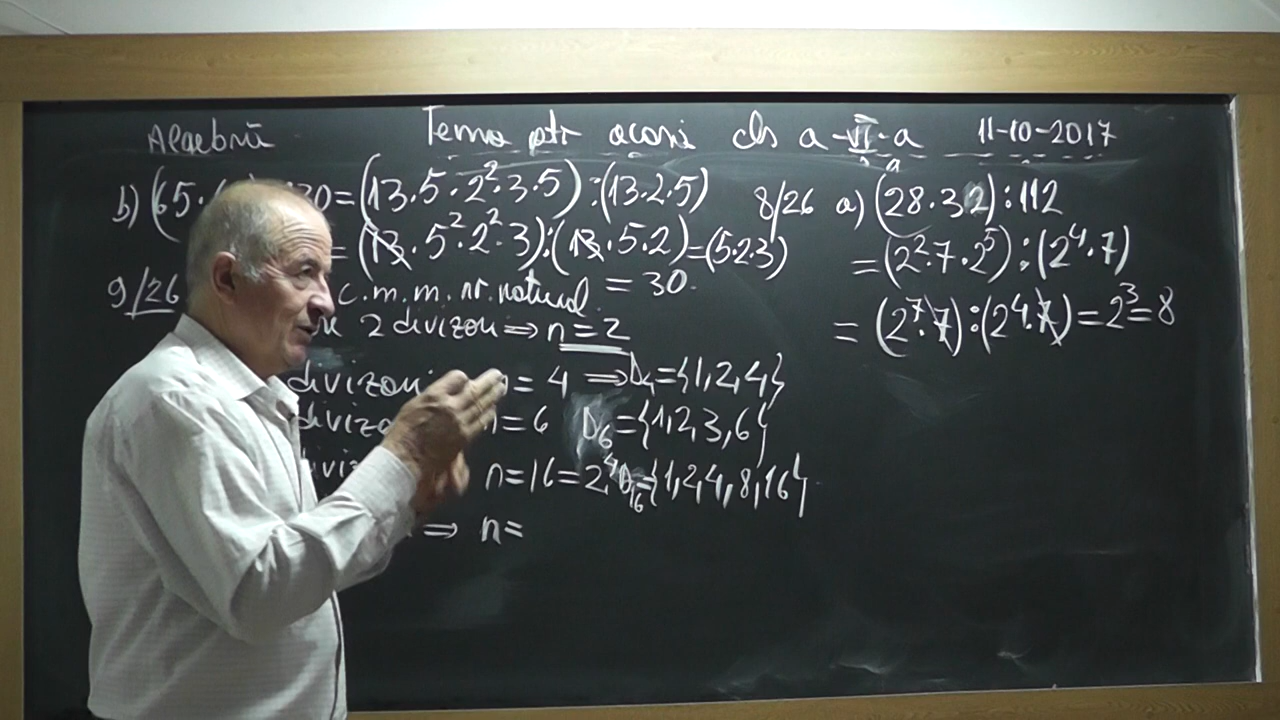 Algebră Tema ptr acasă cls a-VI-a 11-10-2017
b) (65· 30=(13·5·2²·3·5):(13·2·5)
=(13·5²·2²·3):(13·5·2)=(5·2·3)
= 30.
9/26 c.m.m. nr. natural
2 divizori ⇒ n=2
divizori n= 4 ⇒ D₄={1,2,4}
n=6 D₆={1,2,3,6}
n=16=2⁴ D₁₆={1,2,4,8,16}
⇒ n=
8/26 a) (28·32):112
=(2²·7·2⁵):(2⁴·7)
= (2⁷·7):(2⁴·7)=2³=8